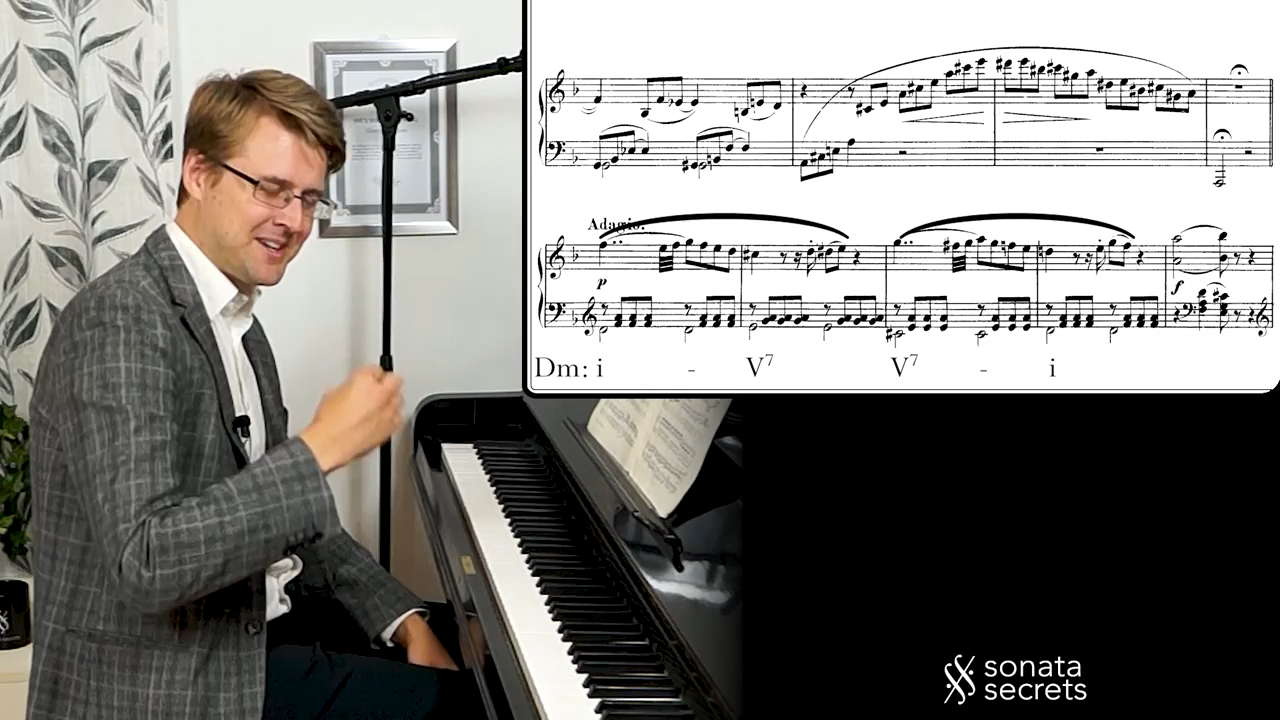 Adagio.
p
f
Dm: i - V7 V7 - i
sonata
secrets